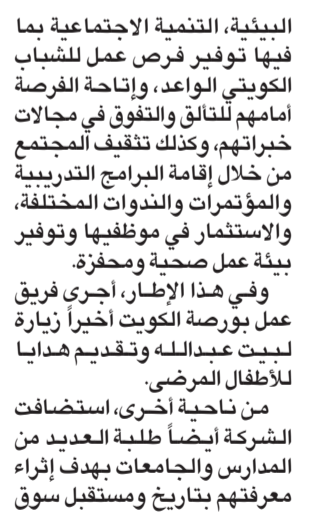 البيئية، التنمية الاجتماعية بما
فيها توفير فرص عمل للشباب
الكويتي الواعد، وإتاحة الفرصة
أمامهم للتألق والتفوق في مجالات
خبراتهم، وكذلك تثقيف المجتمع
من خلال إقامة البرامج التدريبية
والمؤتمرات والندوات المختلفة،
والاستثمار في موظفيها وتوفير
بيئة عمل صحية ومحفزة.
وفي هذا الإطار، أجرى فريق
عمل بورصة الكويت أخيراً زيارة
لبيت عبدالله وتقديم هدايا
للأطفال المرضى.
من ناحية أخرى، استضافت
الشركة أيضاً طلبة العديد من
المدارس والجامعات بهدف إثراء
معرفتهم بتاريخ ومستقبل سوق